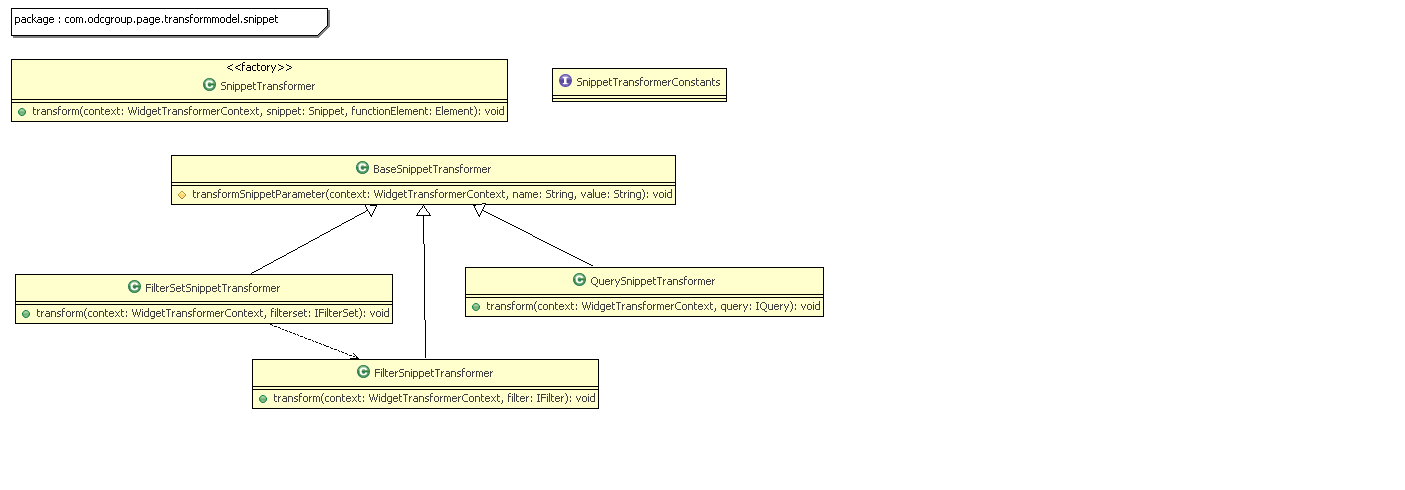 package : com.odcgroup.page.transformmodel.snippet
<<factory>>
C SnippetTransformer
transform(context: WidgetTransformerContext, snippet: Snippet, functionElement: Element): void
I SnippetTransformerConstants
C BaseSnippetTransformer
transformSnippetParameter(context: WidgetTransformerContext, name: String, value: String): void
C FilterSetSnippetTransformer
transform(context: WidgetTransformerContext, filterset: IFilterSet): void
C QuerySnippetTransformer
transform(context: WidgetTransformerContext, query: IQuery): void
C FilterSnippetTransformer
transform(context: WidgetTransformerContext, filter: IFilter): void